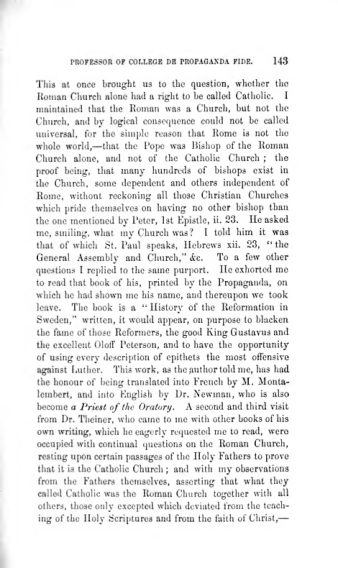 PROFESSOR OF COLLEGE DE PROPAGANDA FIDE. 143
This at once brought us to the question, whether the
Roman Church alone had a right to be called Catholic. I
maintained that the Roman was a Church, but not the
Church, and by logical consequence could not be called
universal, for the simple reason that Rome is not the
whole world,—that the Pope was Bishop of the Roman
Church alone, and not of the Catholic Church ; the
proof being, that many hundreds of bishops exist in
the Church, some dependent and others independent of
Rome, without reckoning all those Christian Churches
which pride themselves on having no other bishop than
the one mentioned by Peter, 1st Epistle, ii. 23. He asked
me, smiling, what my Church was? I told him it was
that of which St. Paul speaks, Hebrews xii. 23, "the
General Assembly and Church," &c. To a few other
questions I replied to the same purport. He exhorted me
to read that book of his, printed by the Propaganda, on
which he had shown me his name, and thereupon we took
leave. The book is a "History of the Reformation in
Sweden," written, it would appear, on purpose to blacken
the fame of those Reformers, the good King Gustavus and
the excellent Oloff Peterson, and to have the opportunity
of using every description of epithets the most offensive
against Luther. This work, as the author told me, has had
the honour of being translated into French by M. Monta-
lembert, and into English by Dr. Newman, who is also
become a Priest of the Oratory. A second and third visit
from Dr. Theiner, who came to me with other books of his
own writing, which he eagerly requested me to read, were
occupied with continual questions on the Roman Church,
resting upon certain passages of the Holy Fathers to prove
that it is the Catholic Church ; and with my observations
from the Fathers themselves, asserting that what they
called Catholic was the Roman Church together with all
others, those only excepted which deviated from the teach-
ing of the Holy Scriptures and from the faith of Christ,—